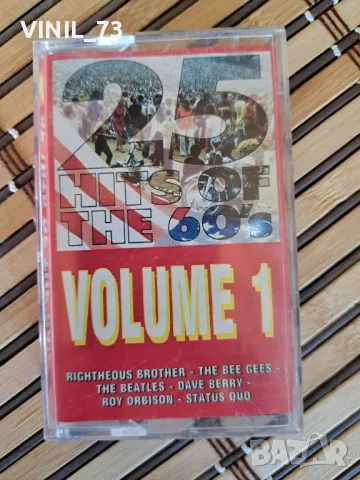 VINIL_73
25
HITS OF
THE 60's
VOLUME 1
RIGHTHEOUS BROTHER - THE BEE GEES -
THE BEATLES - DAVE BERRY -
ROY ORBISON - STATUS QUO
BAZAR